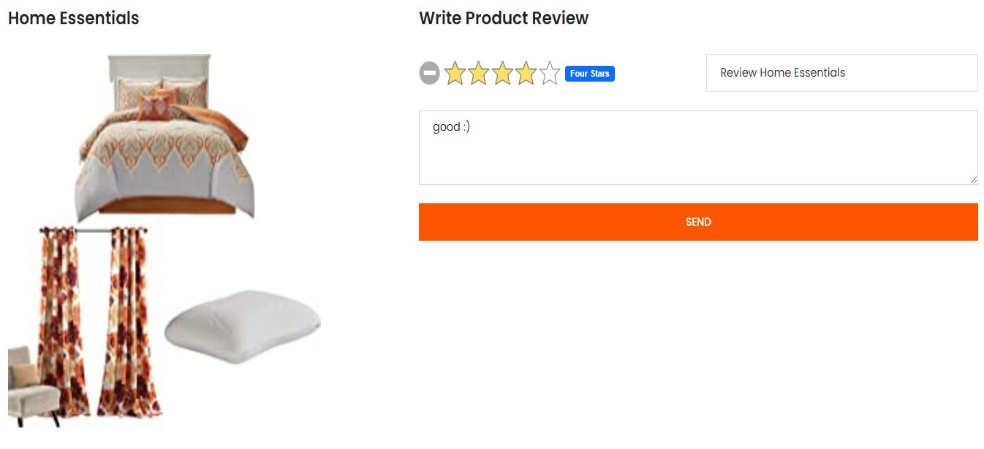 Home Essentials
Write Product Review
Four Stars
Review Home Essentials
good :)
SEND